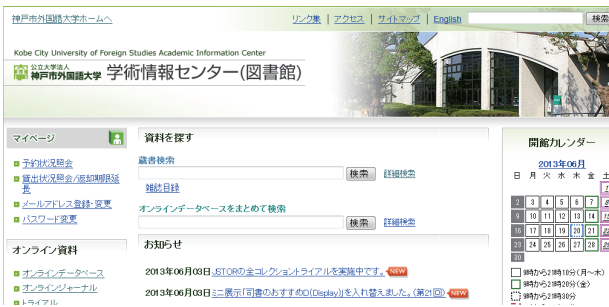 神戸市外国語大学ホームへ
リンク集 | アクセス | サイトマップ | English
検索
Kobe City University of Foreign Studies Academic Information Center
公立大学法人
神戸市外国語大学 学術情報センター(図書館)
マイページ
予約状況照会
貸出状況照会/返却期限延長
メールアドレス登録・変更
パスワード変更
オンライン資料
オンラインデータベース
オンラインジャーナル
トライアル
資料を探す
蔵書検索
検索 詳細検索
雑誌目録
オンラインデータベースをまとめて検索
検索 詳細検索
お知らせ
2013年06月03日 JSTORの全コレクショントライアルを実施中です。 NEW
2013年06月03日 ミニ展示「司書のおすすめD(Display)」を入れ替えました。(第21回) NEW
開館カレンダー
2013年06月
日 月 火 水 木 金 土
1
2 3 4 5 6 7 8
9 10 11 12 13 14 15
16 17 18 19 20 21 22
23 24 25 26 27 28 29
30
9時から21時10分(月~木)
9時から21時20分(金)
9時から21時30分